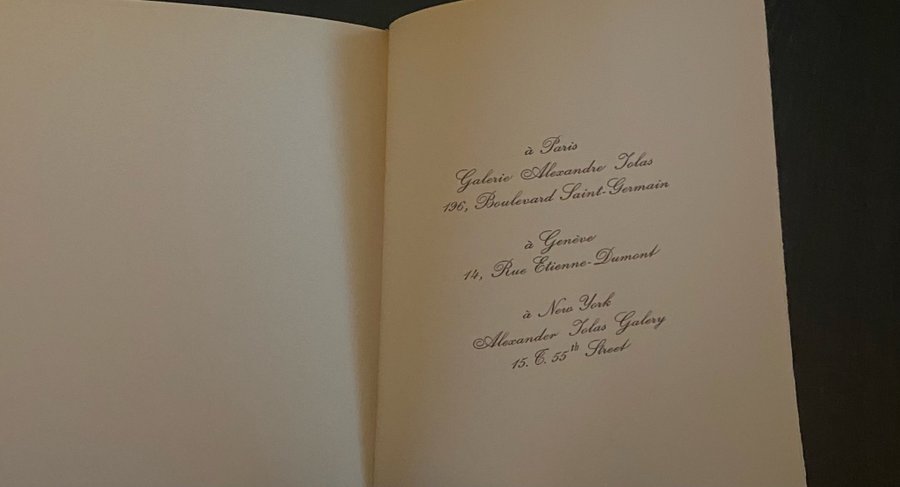 à Paris
Galerie Alexandre Iolas
196, Boulevard Saint-Germain
à Genève
14, Rue Etienne-Dumont
à New York
Alexander Iolas Galery
15. E. 55th Street